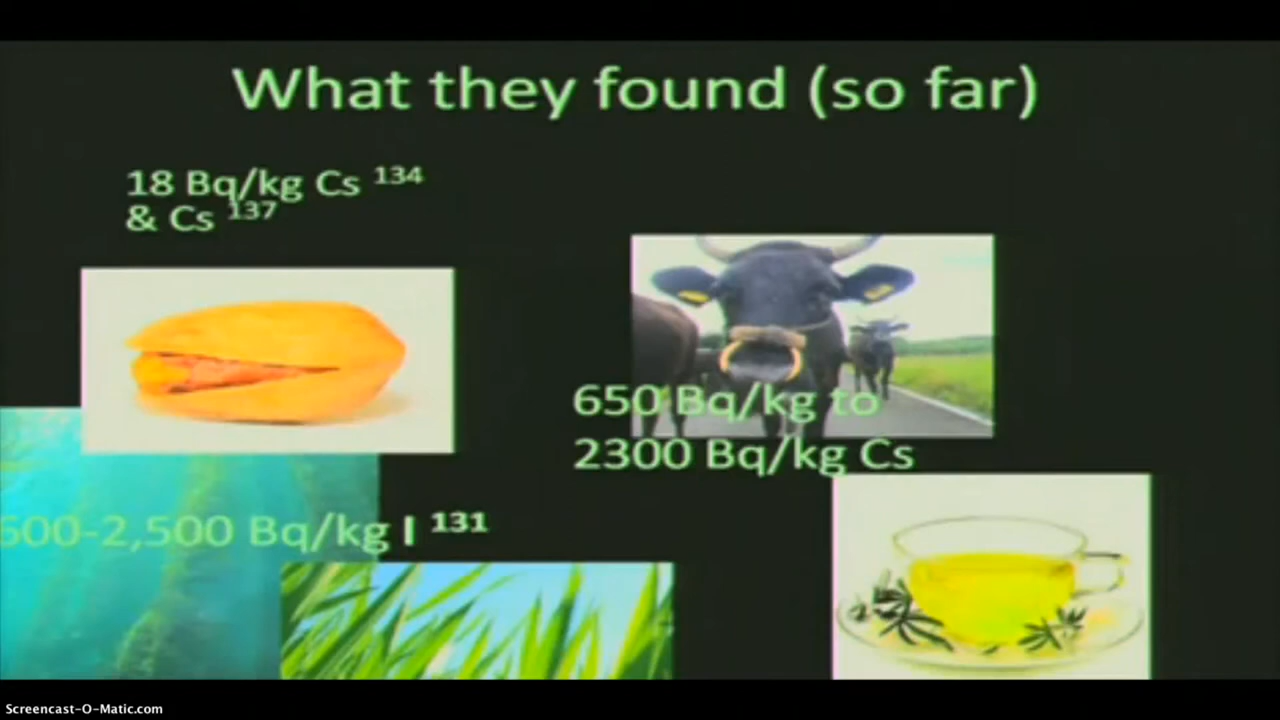 What they found (so far)
18 Bq/kg Cs ¹³⁴
& Cs ¹³⁷
650 Bq/kg to
2300 Bq/kg Cs
600-2,500 Bq/kg I ¹³¹
Screencast-O-Matic.com